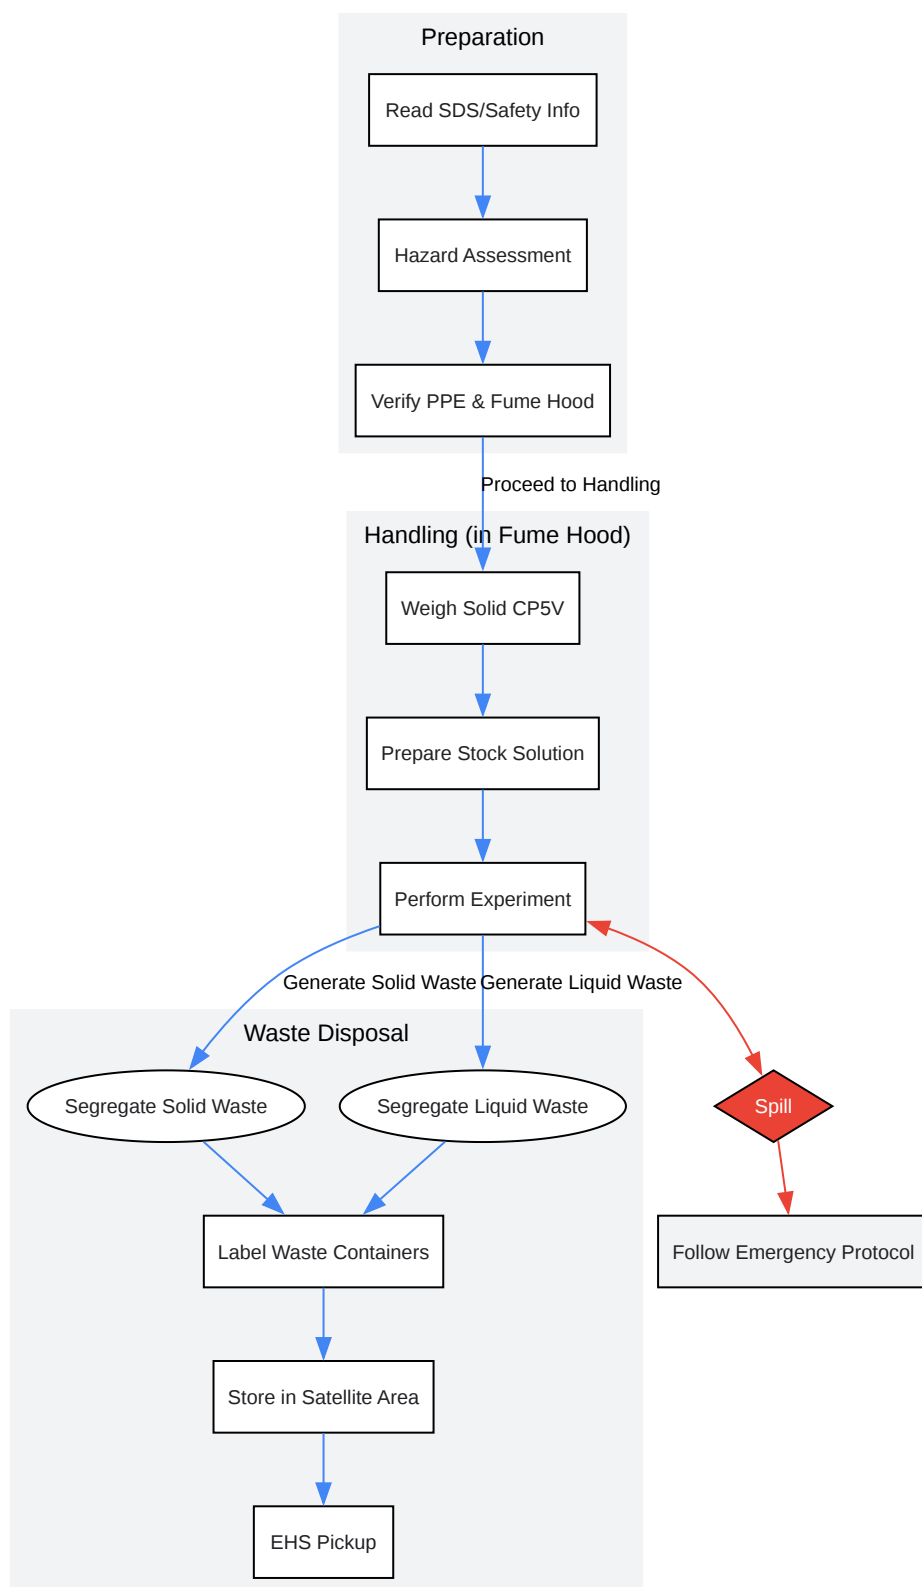 Preparation
Read SDS/Safety Info
Hazard Assessment
Verify PPE & Fume Hood
Proceed to Handling
Handling (in Fume Hood)
Weigh Solid CP5V
Prepare Stock Solution
Perform Experiment
Generate Solid Waste
Generate Liquid Waste
Waste Disposal
Segregate Solid Waste
Segregate Liquid Waste
Spill
Label Waste Containers
Follow Emergency Protocol
Store in Satellite Area
EHS Pickup